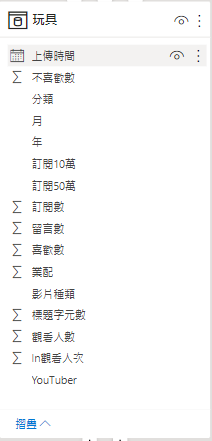 玩具
上傳時間
不喜歡數
分類
月
年
訂閱10萬
訂閱50萬
訂閱數
留言數
喜歡數
業配
影片種類
標題字元數
觀看人數
ln觀看人次
YouTuber
摺疊